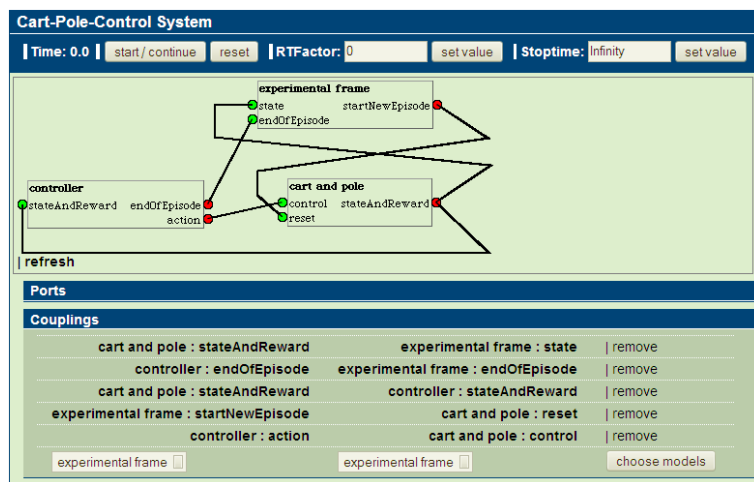 Cart-Pole-Control System
Time: 0.0 start / continue reset RTFactor: 0 set value Stoptime: Infinity set value
experimental frame
state startNewEpisode
endOfEpisode
controller cart and pole
stateAndReward endOfEpisode control stateAndReward
action reset
| refresh
Ports
Couplings
cart and pole : stateAndReward experimental frame : state | remove
controller : endOfEpisode experimental frame : endOfEpisode | remove
cart and pole : stateAndReward controller : stateAndReward | remove
experimental frame : startNewEpisode cart and pole : reset | remove
controller : action cart and pole : control | remove
experimental frame experimental frame choose models